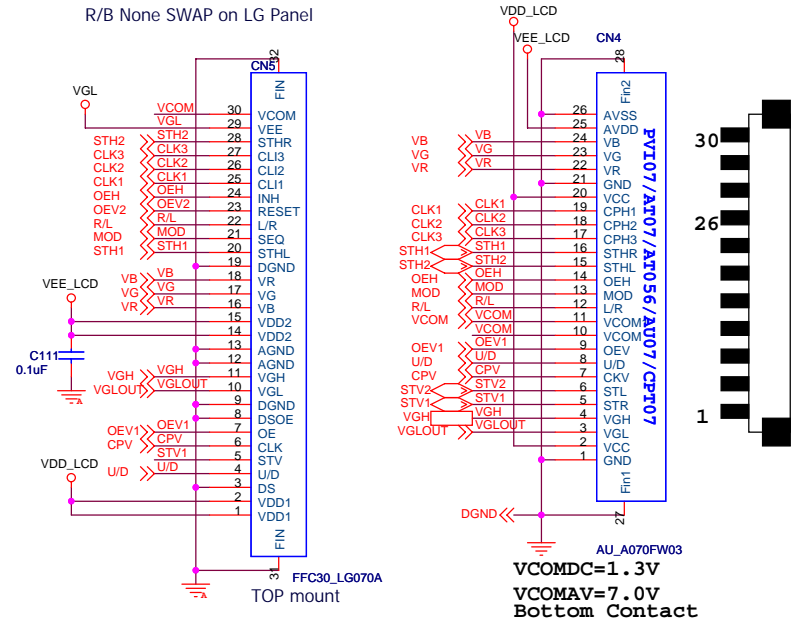 R/B None SWAP on LG Panel
CN5
32
FIN
VGL
VCOM 30 VCOM
VGL 29 VEE
STH2 STH2 28 STHR
CLK3 CLK3 27 CLI3
CLK2 CLK2 26 CLI2
CLK1 CLK1 25 CLI1
OEH OEH 24 INH
OEV2 OEV2 23 RESET
R/L R/L 22 L/R
MOD MOD 21 SEQ
STH1 STH1 20 STHL
19 DGND
VB VB 18 VR
VG VG 17 VG
VR VR 16 VB
VEE_LCD
15 VDD2
14 VDD2
C111
0.1uF
13 AGND
12 AGND
VGH VGH 11 VGH
VGLOUT VGLOUT 10 VGL
9 DGND
8 DSOE
OEV1 OEV1 7 OE
CPV CPV 6 CLK
STV1 5 STV
U/D U/D 4 U/D
3 DS
VDD_LCD
2 VDD1
1 VDD1
FIN
31
FFC30_LG070A
TOP mount
VDD_LCD
VEE_LCD
CN4
28
Fin2
26 AVSS
25 AVDD
VB VB 24 VB
VG VG 23 VG
VR VR 22 VR
21 GND
20 VCC
CLK1 CLK1 19 CPH1
CLK2 CLK2 18 CPH2
CLK3 CLK3 17 CPH3
STH1 STH1 16 STHR
STH2 STH2 15 STHL
OEH OEH 14 OEH
MOD MOD 13 MOD
R/L R/L 12 L/R
VCOM VCOM 11 VCOM
VCOM 10 VCOM
OEV1 OEV1 9 OEV
U/D U/D 8 U/D
CPV CPV 7 CKV
STV2 STV2 6 STL
STV1 STV1 5 STR
VGH VGH 4 VGH
VGLOUT VGLOUT 3 VGL
2 VCC
1 GND
Fin1
27
DGND
PVI07/AT07/AT056/AU07/CPT07
AU_A070FW03
VCOMDC=1.3V
VCOMAV=7.0V
Bottom Contact
30
26
1